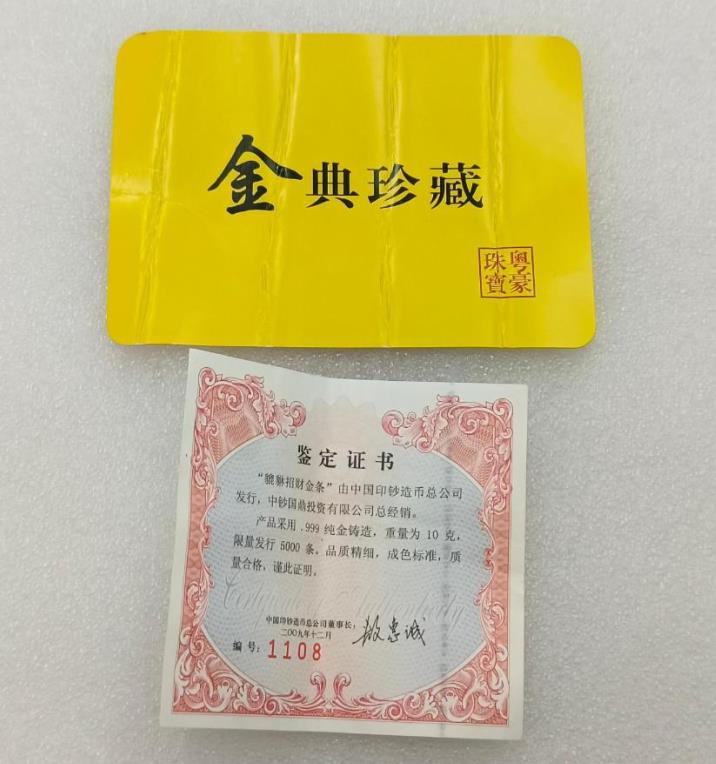 金典珍藏
粤豪
珠寶
鉴定证书
“貔貅招财金条”由中国印钞造币总公司
发行，中钞国鼎投资有限公司总经销。
产品采用.999纯金铸造，重量为10克，
限量发行5000条。品质精细，成色标准，质
量合格，谨此证明。
中国印钞造币总公司董事长：
二00九年十二月
编号：1108